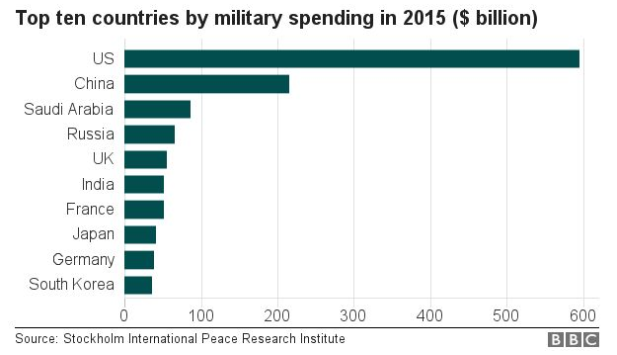 Top ten countries by military spending in 2015 ($ billion)
US
China
Saudi Arabia
Russia
UK
India
France
Japan
Germany
South Korea
0 100 200 300 400 500 600
Source: Stockholm International Peace Research Institute
BBC